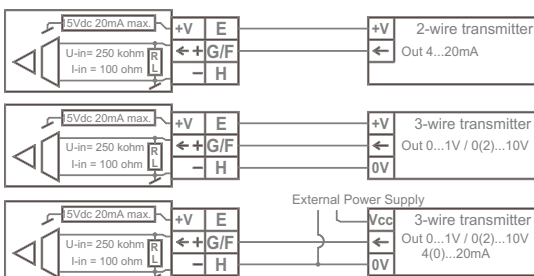 15Vdc 20mA max. +V E +V 2-wire transmitter
U-in= 250 kohm R L ← + G/F ← Out 4...20mA
I-in = 100 ohm − H
15Vdc 20mA max. +V E +V 3-wire transmitter
U-in= 250 kohm R L ← + G/F ← Out 0...1V / 0(2)...10V
I-in = 100 ohm − H 0V
External Power Supply
15Vdc 20mA max. +V E Vcc 3-wire transmitter
U-in= 250 kohm R L ← + G/F ← Out 0...1V / 0(2)...10V
4(0)...20mA
I-in = 100 ohm − H 0V